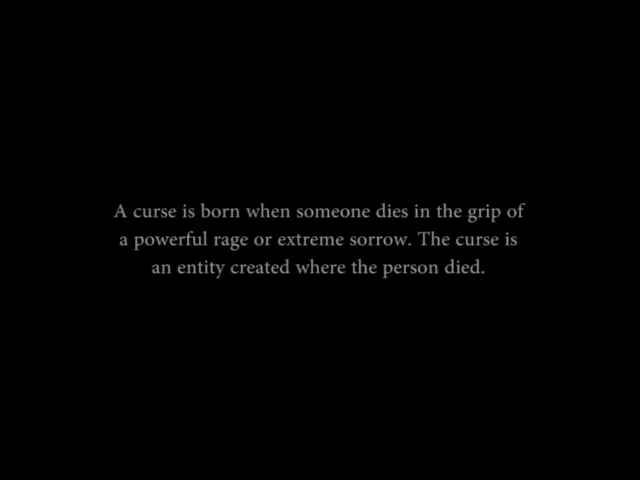 A curse is born when someone dies in the grip of
a powerful rage or extreme sorrow. The curse is
an entity created where the person died.